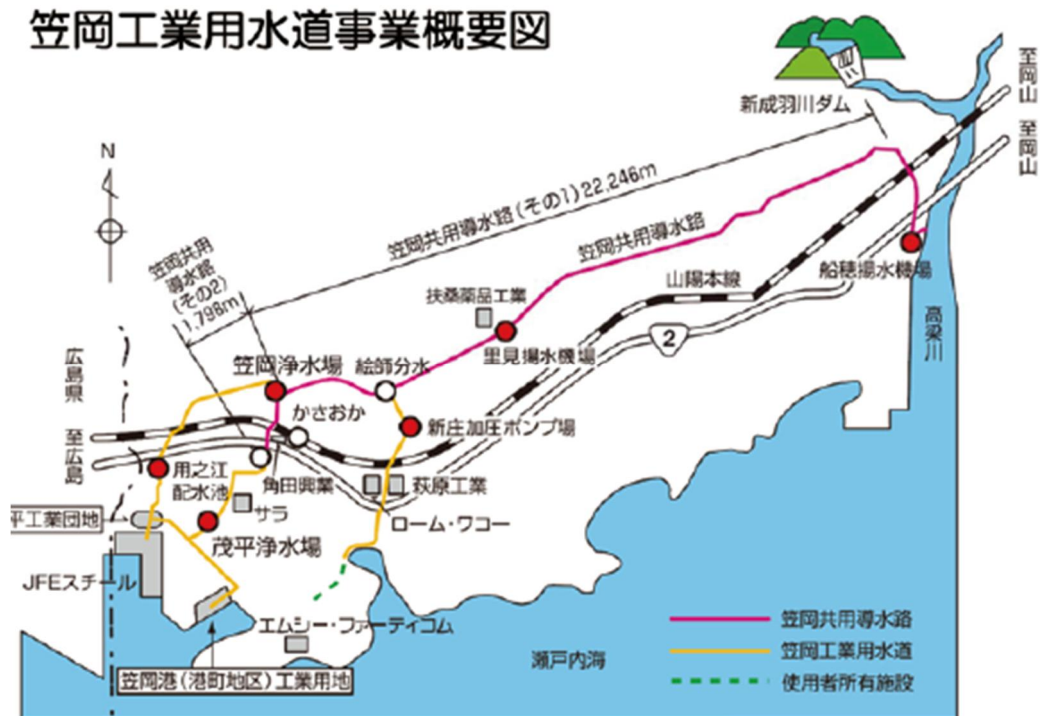 笠岡工業用水道事業概要図
至岡山
至岡山
新成羽川ダム
N
笠岡共用導水路(その1)22,246m
笠岡共用導水路
笠岡共用
導水路
(その2)
1,798m
扶桑薬品工業
山陽本線
船穂揚水機場
2
高梁川
里見揚水機場
笠岡浄水場
絵師分水
広島県
かさおか
新庄加圧ポンプ場
至広島
用之江
配水池
角田興業
萩原工業
サラ
ローム・ワコー
平工業団地
茂平浄水場
JFEスチール
エムシー・ファーティコム
笠岡港(港町地区)工業用地
瀬戸内海
笠岡共用導水路
笠岡工業用水道
使用者所有施設